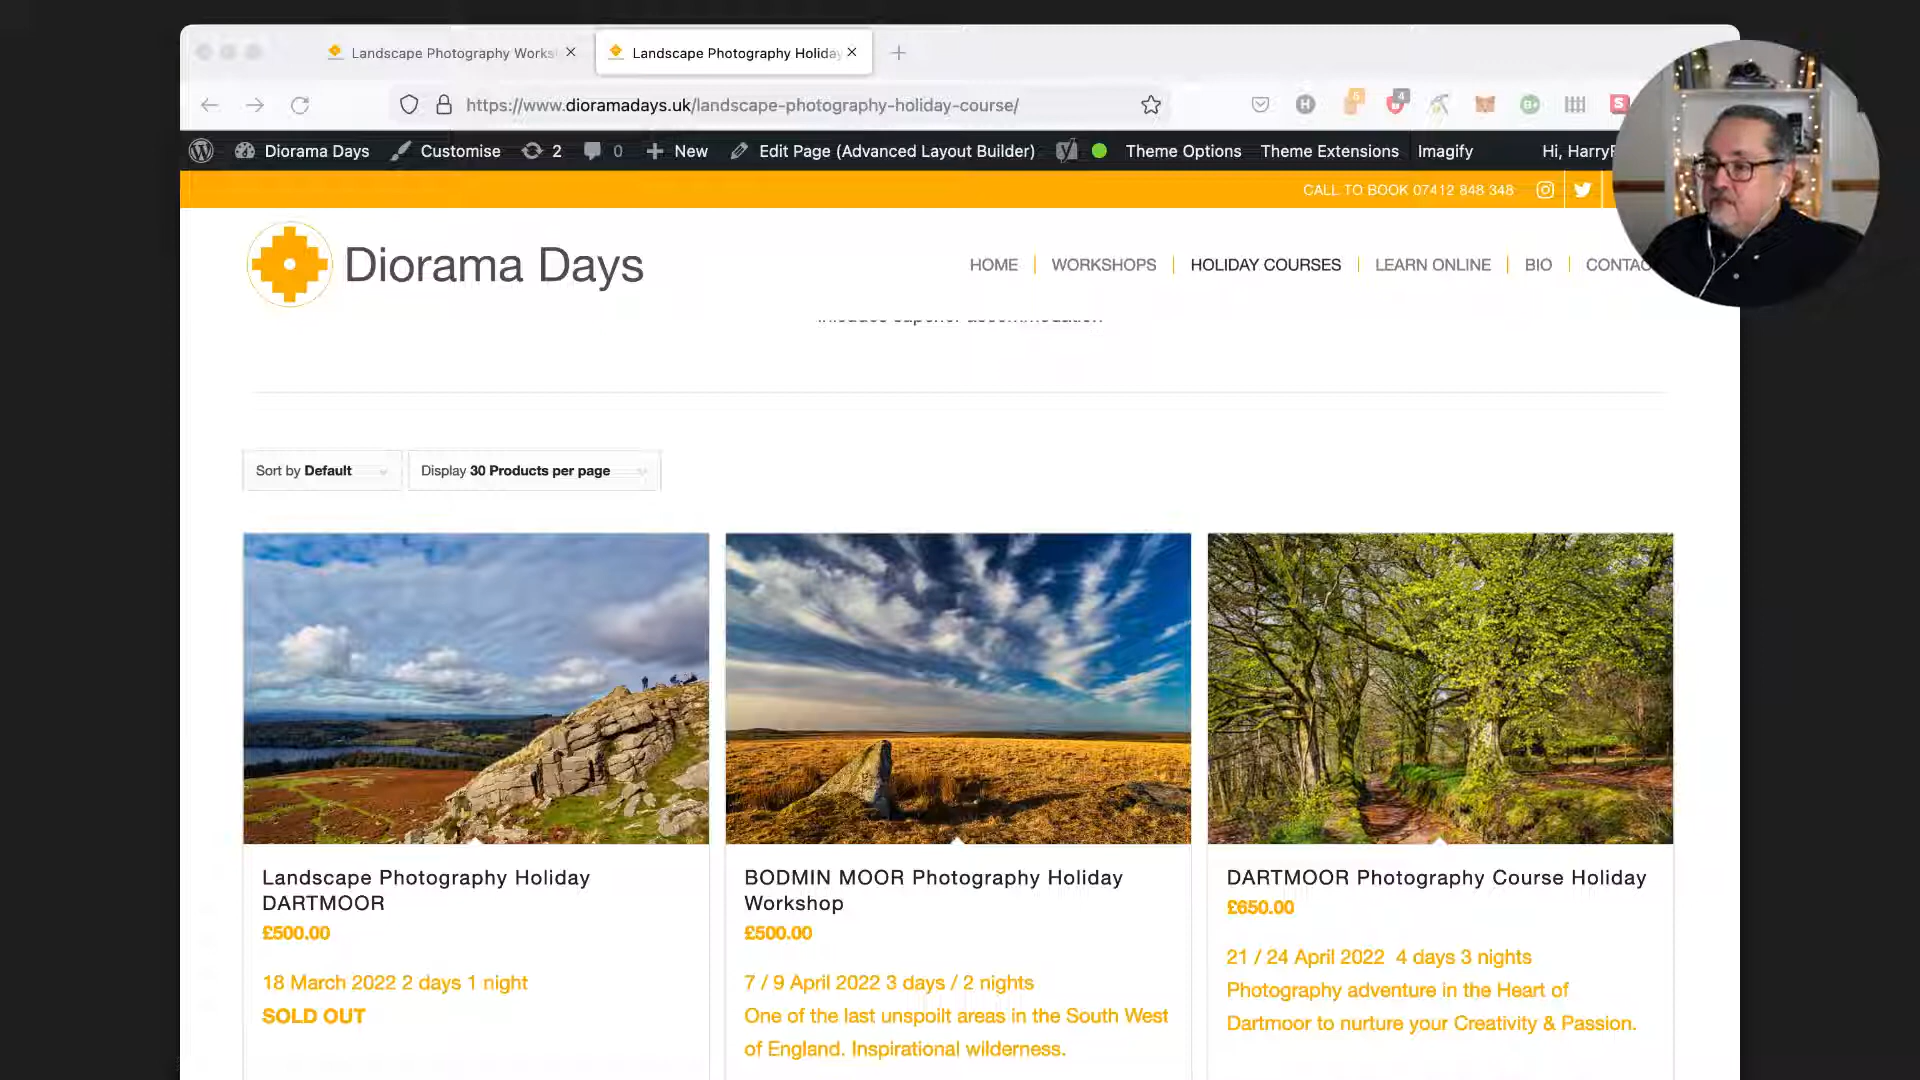 Landscape Photography Works
Landscape Photography Holiday
https://www.dioramadays.uk/landscape-photography-holiday-course/
5
4
S
Diorama Days
Customise
2
0
New
Edit Page (Advanced Layout Builder)
Theme Options
Theme Extensions
Imagify
Hi, HarryF
CALL TO BOOK 07412 848 348
Diorama Days
HOME
WORKSHOPS
HOLIDAY COURSES
LEARN ONLINE
BIO
CONTAC
Sort by Default
Display 30 Products per page
Landscape Photography Holiday
DARTMOOR
£500.00
18 March 2022 2 days 1 night
SOLD OUT
BODMIN MOOR Photography Holiday
Workshop
£500.00
7 / 9 April 2022 3 days / 2 nights
One of the last unspoilt areas in the South West
of England. Inspirational wilderness.
DARTMOOR Photography Course Holiday
£650.00
21 / 24 April 2022 4 days 3 nights
Photography adventure in the Heart of
Dartmoor to nurture your Creativity & Passion.